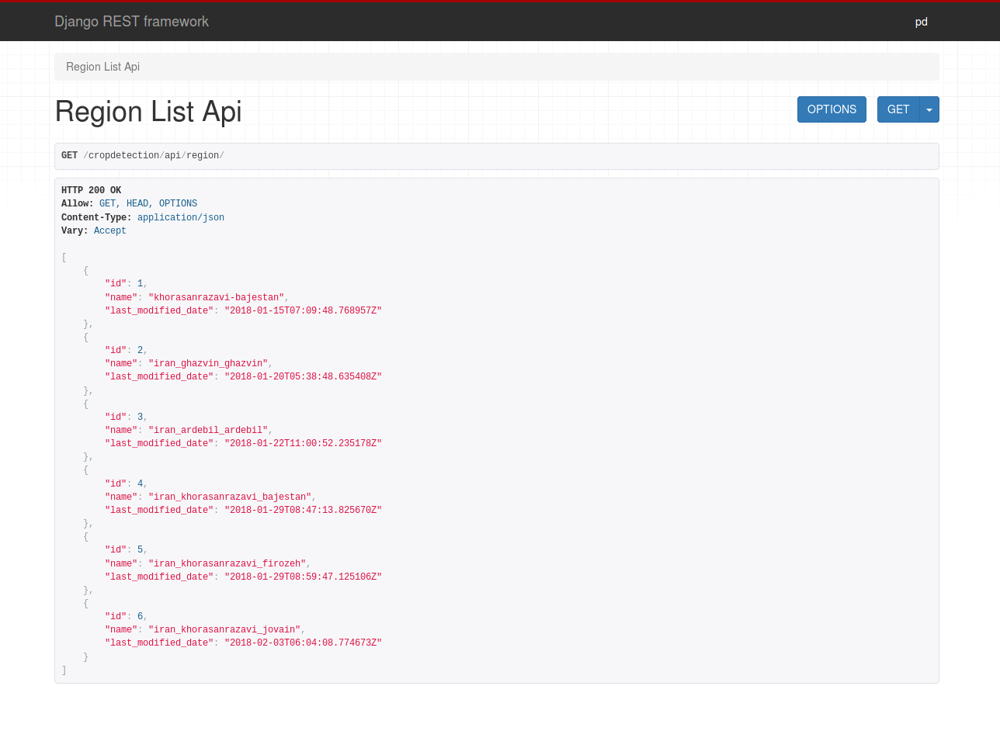 Django REST framework
pd
Region List Api
Region List Api
OPTIONS
GET
GET /cropdetection/api/region/
HTTP 200 OK
Allow: GET, HEAD, OPTIONS
Content-Type: application/json
Vary: Accept
[
    {
        "id": 1,
        "name": "khorasanrazavi-bajestan",
        "last_modified_date": "2018-01-15T07:09:48.768957Z"
    },
    {
        "id": 2,
        "name": "iran_ghazvin_ghazvin",
        "last_modified_date": "2018-01-20T05:38:48.635408Z"
    },
    {
        "id": 3,
        "name": "iran_ardebil_ardebil",
        "last_modified_date": "2018-01-22T11:00:52.235178Z"
    },
    {
        "id": 4,
        "name": "iran_khorasanrazavi_bajestan",
        "last_modified_date": "2018-01-29T08:47:13.825670Z"
    },
    {
        "id": 5,
        "name": "iran_khorasanrazavi_firozeh",
        "last_modified_date": "2018-01-29T08:59:47.125106Z"
    },
    {
        "id": 6,
        "name": "iran_khorasanrazavi_jovain",
        "last_modified_date": "2018-02-03T06:04:08.774673Z"
    }
]